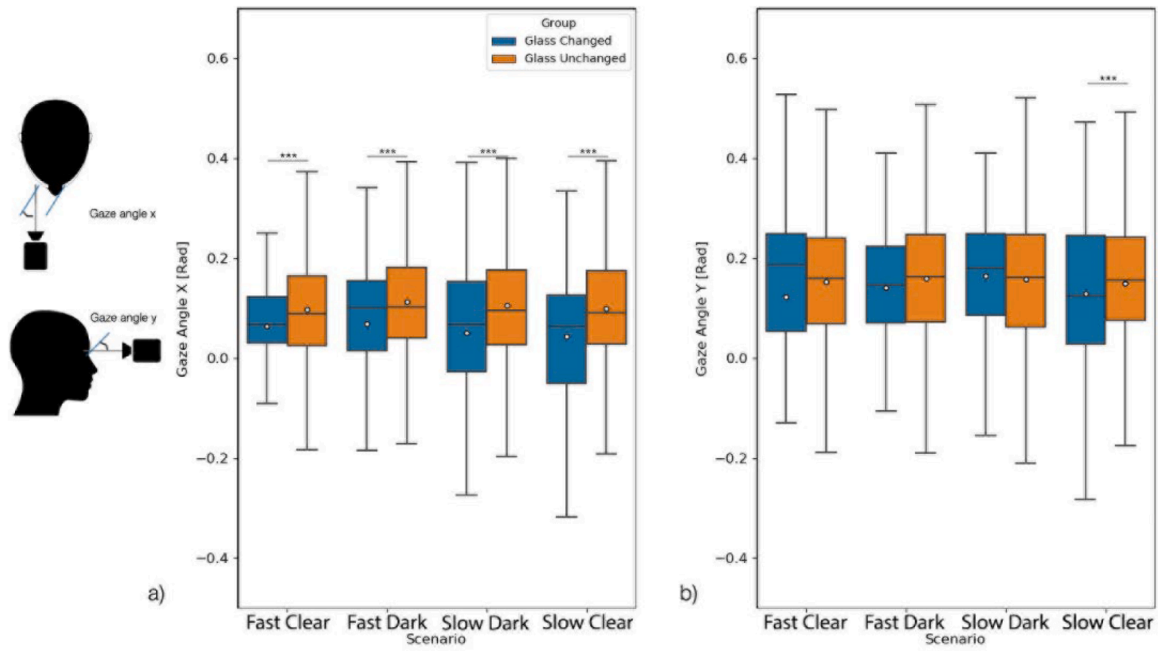 Gaze angle x
Gaze angle y
a)
Gaze Angle X [Rad]
0.6
0.4
0.2
0.0
−0.2
−0.4
Group
Glass Changed
Glass Unchanged
***
***
***
***
Fast Clear
Fast Dark
Slow Dark
Slow Clear
Scenario
b)
Gaze Angle Y [Rad]
0.6
0.4
0.2
0.0
−0.2
−0.4
***
Fast Clear
Fast Dark
Slow Dark
Slow Clear
Scenario